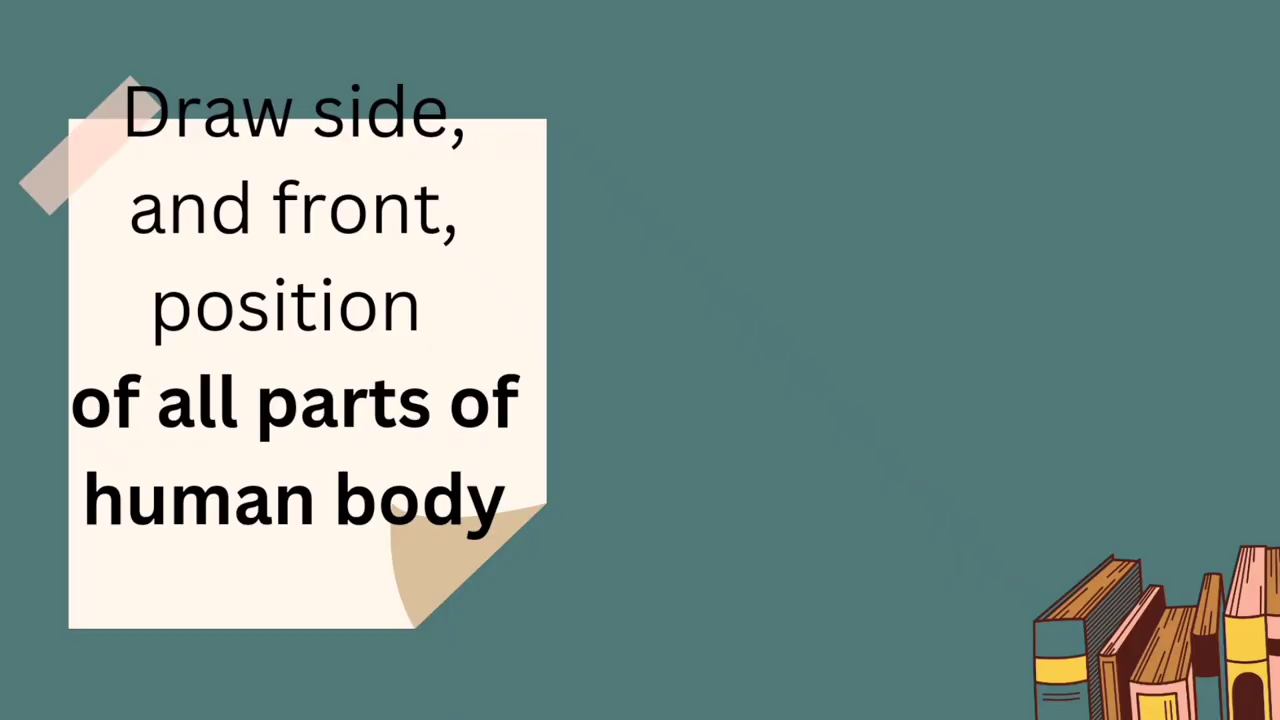 Draw side,
and front,
position
of all parts of
human body